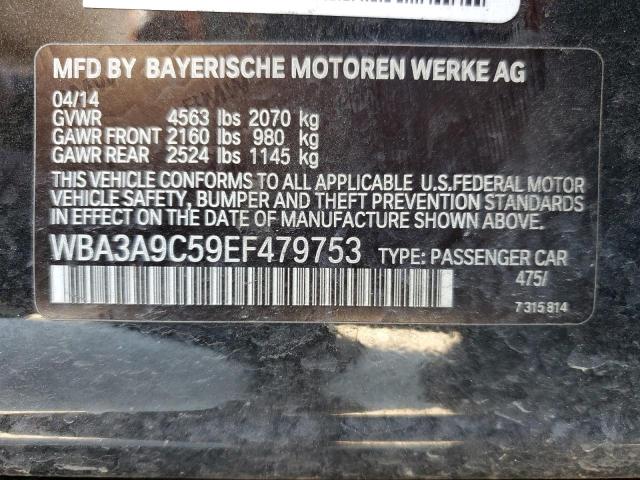 MFD BY BAYERISCHE MOTOREN WERKE AG
04/14
GVWR 4563 lbs 2070 kg
GAWR FRONT 2160 lbs 980 kg
GAWR REAR 2524 lbs 1145 kg
THIS VEHICLE CONFORMS TO ALL APPLICABLE U.S.FEDERAL MOTOR
VEHICLE SAFETY, BUMPER AND THEFT PREVENTION STANDARDS
IN EFFECT ON THE DATE OF MANUFACTURE SHOWN ABOVE.
WBA3A9C59EF479753 TYPE: PASSENGER CAR
475/
7 315 814